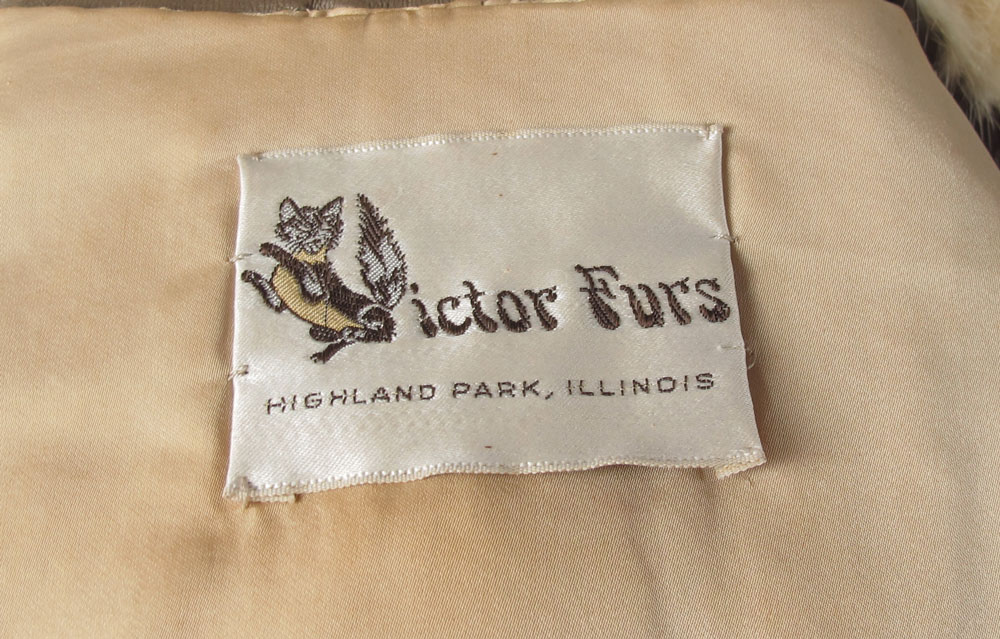 Victor Furs
HIGHLAND PARK, ILLINOIS